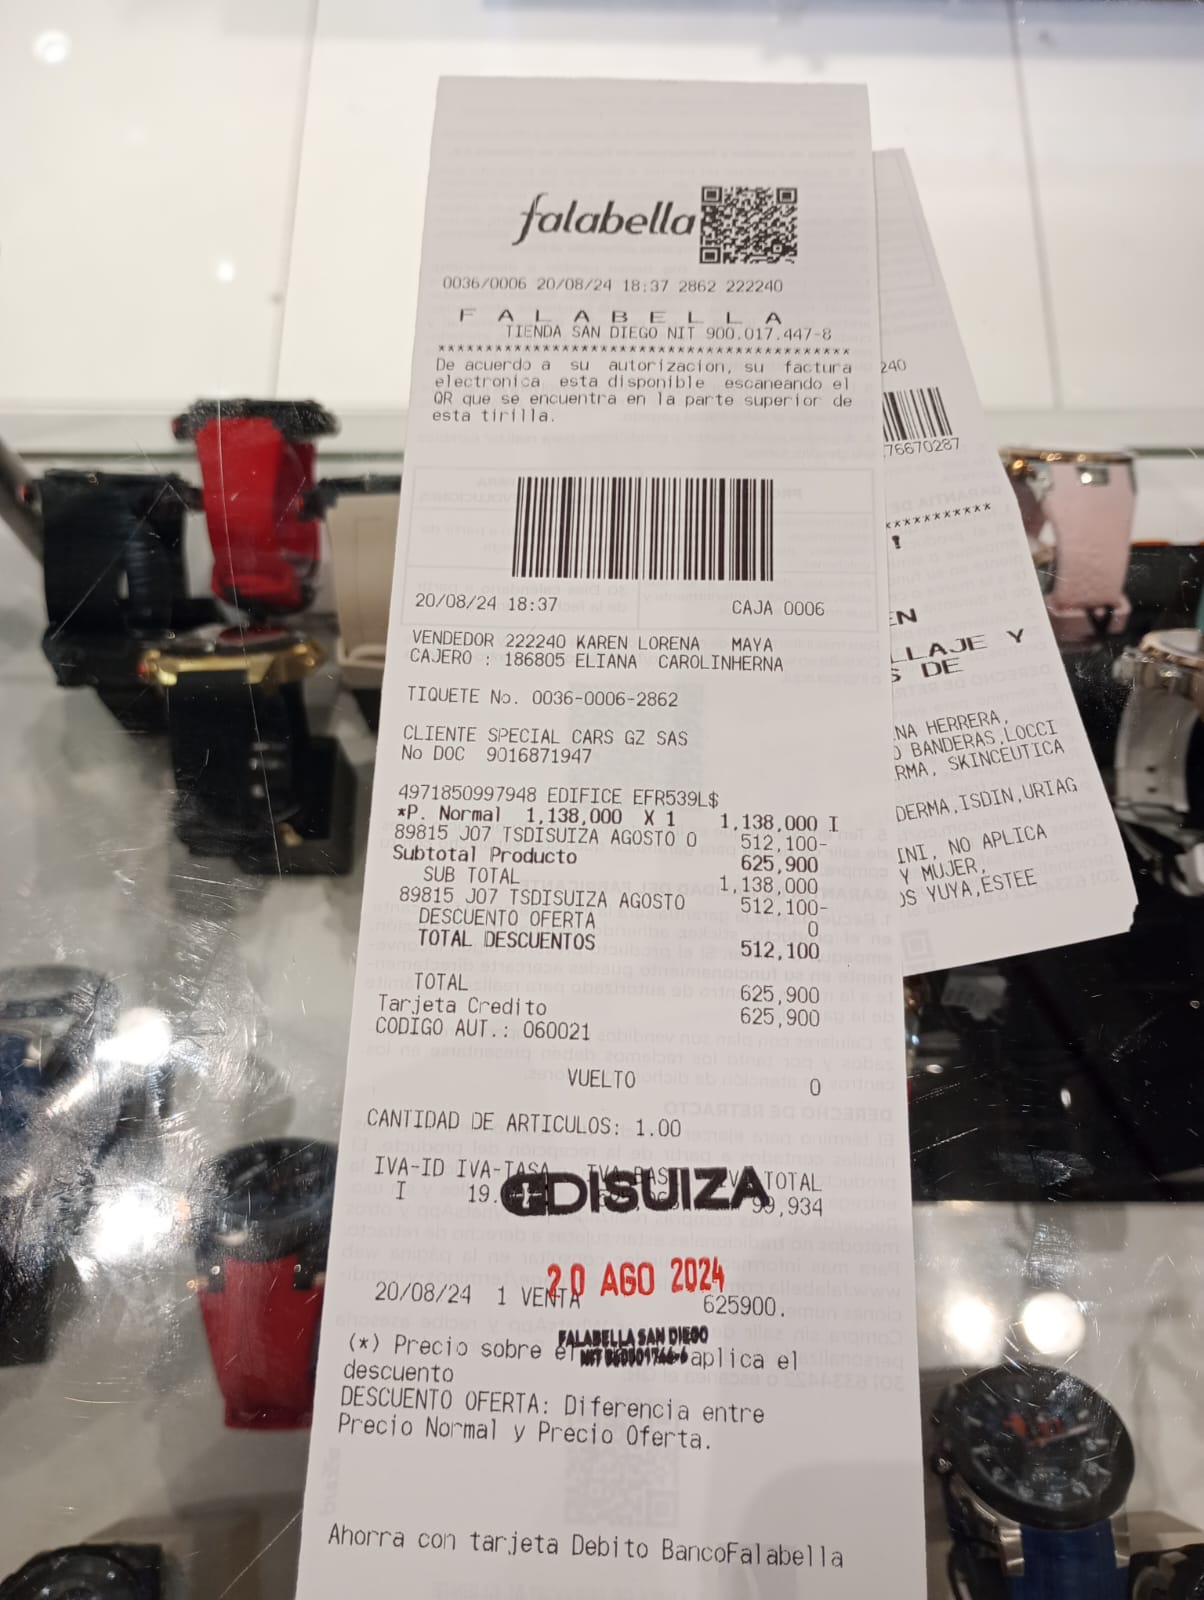 falabella
0036/0006 20/08/24 18:37 2862 222240
F A L A B E L L A
TIENDA SAN DIEGO NIT 900.017.447-8
******************************************
De acuerdo a su autorizacion, su factura
electronica esta disponible escaneando el
QR que se encuentra en la parte superior de
esta tirilla.
20/08/24 18:37 CAJA 0006
VENDEDOR 222240 KAREN LORENA MAYA
CAJERO : 186805 ELIANA CAROLINHERNA
TIQUETE No. 0036-0006-2862
CLIENTE SPECIAL CARS GZ SAS
No DOC 9016871947
4971850997948 EDIFICE EFR539L$
*P. Normal 1,138,000 X 1 1,138,000 I
89815 J07 TSDISUIZA AGOSTO 0 512,100-
Subtotal Producto 625,900
SUB TOTAL 1,138,000
89815 J07 TSDISUIZA AGOSTO 512,100-
DESCUENTO OFERTA 0
TOTAL DESCUENTOS 512,100
TOTAL 625,900
Tarjeta Credito 625,900
CODIGO AUT.: 060021
VUELTO 0
CANTIDAD DE ARTICULOS: 1.00
IVA-ID IVA-TASA TOTAL
I 19. 99,934
DISUIZA
20 AGO 2024
20/08/24 1 VENTA 625900.
FALABELLA SAN DIEGO
(*) Precio sobre el aplica el
descuento
DESCUENTO OFERTA: Diferencia entre
Precio Normal y Precio Oferta.
Ahorra con tarjeta Debito BancoFalabella
240
76670287
***********
!
EN
LLAJE Y
S DE
NA HERRERA,
O BANDERAS,LOCCI
RMA, SKINCEUTICA
DERMA,ISDIN,URIAG
INI, NO APLICA
Y MUJER,
OS YUYA,ESTEE